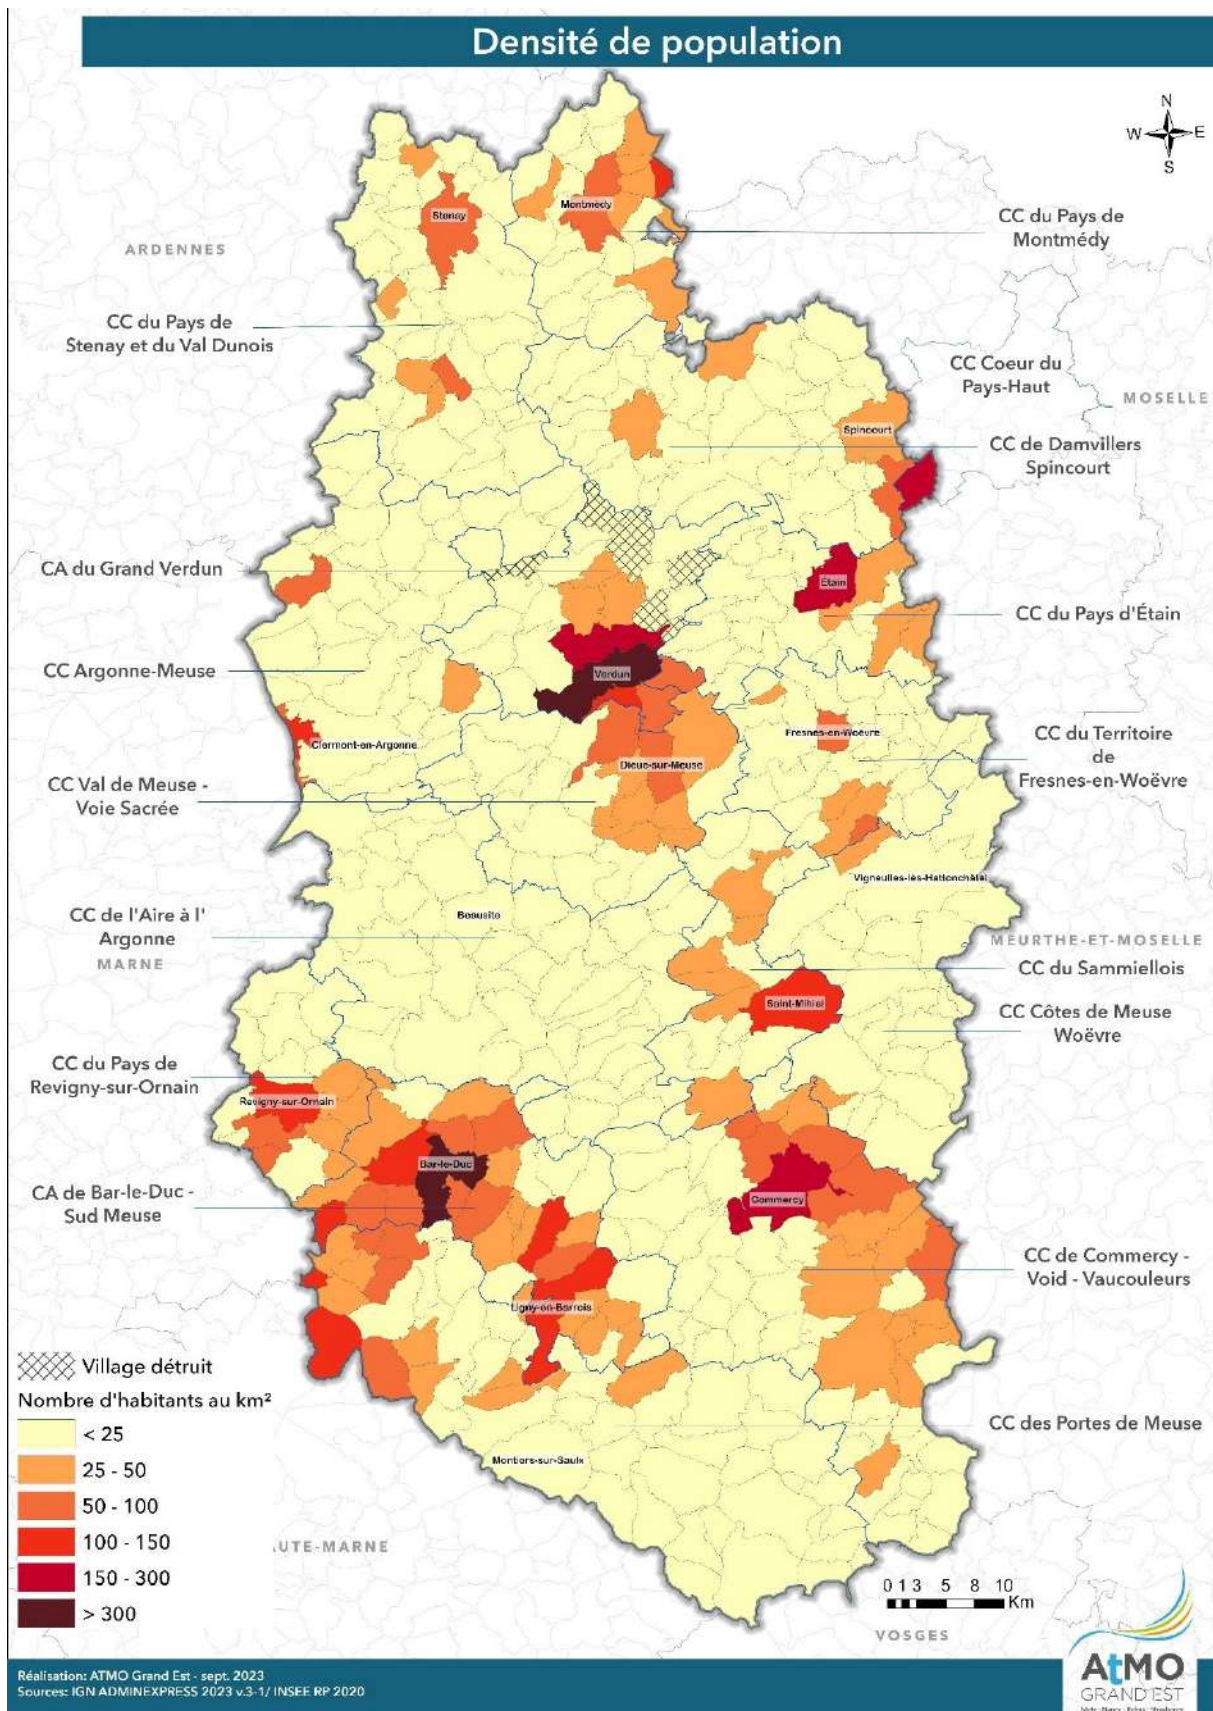 Densité de population
N
W E
S
CC du Pays de
Montmédy
ARDENNES
Stenay
Montmédy
CC du Pays de
Stenay et du Val Dunois
CC Coeur du
Pays-Haut
MOSELLE
Spincourt
CC de Damvillers
Spincourt
CA du Grand Verdun
Étain
CC du Pays d'Étain
CC Argonne-Meuse
Verdun
Clermont-en-Argonne
Fresnes-en-Woëvre
CC du Territoire
de
Fresnes-en-Woëvre
Dieue-sur-Meuse
CC Val de Meuse -
Voie Sacrée
Vigneulles-lès-Hattonchâtel
CC de l'Aire à l'
Argonne
MARNE
Beausite
MEURTHE-ET-MOSELLE
CC du Sammiellois
Saint-Mihiel
CC Côtes de Meuse
Woëvre
CC du Pays de
Revigny-sur-Ornain
Revigny-sur-Ornain
Bar-le-Duc
CA de Bar-le-Duc -
Sud Meuse
Commercy
CC de Commercy -
Void - Vaucouleurs
Ligny-en-Barrois
CC des Portes de Meuse
Montiers-sur-Saulx
Village détruit
Nombre d'habitants au km²
< 25
25 - 50
50 - 100
100 - 150
150 - 300
> 300
UTE-MARNE
0 1 3 5 8 10
Km
VOSGES
Réalisation: ATMO Grand Est - sept. 2023
Sources: IGN ADMINEXPRESS 2023 v.3-1/ INSEE RP 2020
AtMO
GRAND EST